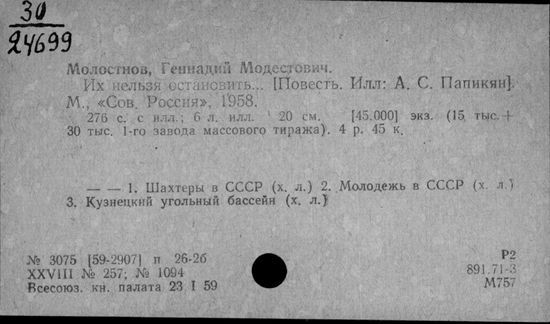 30
24699
Молостнов, Геннадий Модестович.
Их нельзя остановить... [Повесть. Илл: А. С. Папикян].
М., «Сов. Россия», 1958.
276 с. с илл.; 6 л. илл. 20 см. [45.000] экз. (15 тыс. +
30 тыс. 1-го завода массового тиража). 4 р. 45 к.
— — 1. Шахтеры в СССР (х. л.) 2. Молодежь в СССР (х. л.)
3. Кузнецкий угольный бассейн (х. л.)
№ 3075 [59-2907] п 26-2б
XXVIII № 257; № 1094
Всесоюз. кн. палата 23 I 59
Р2
891.71-3
М757